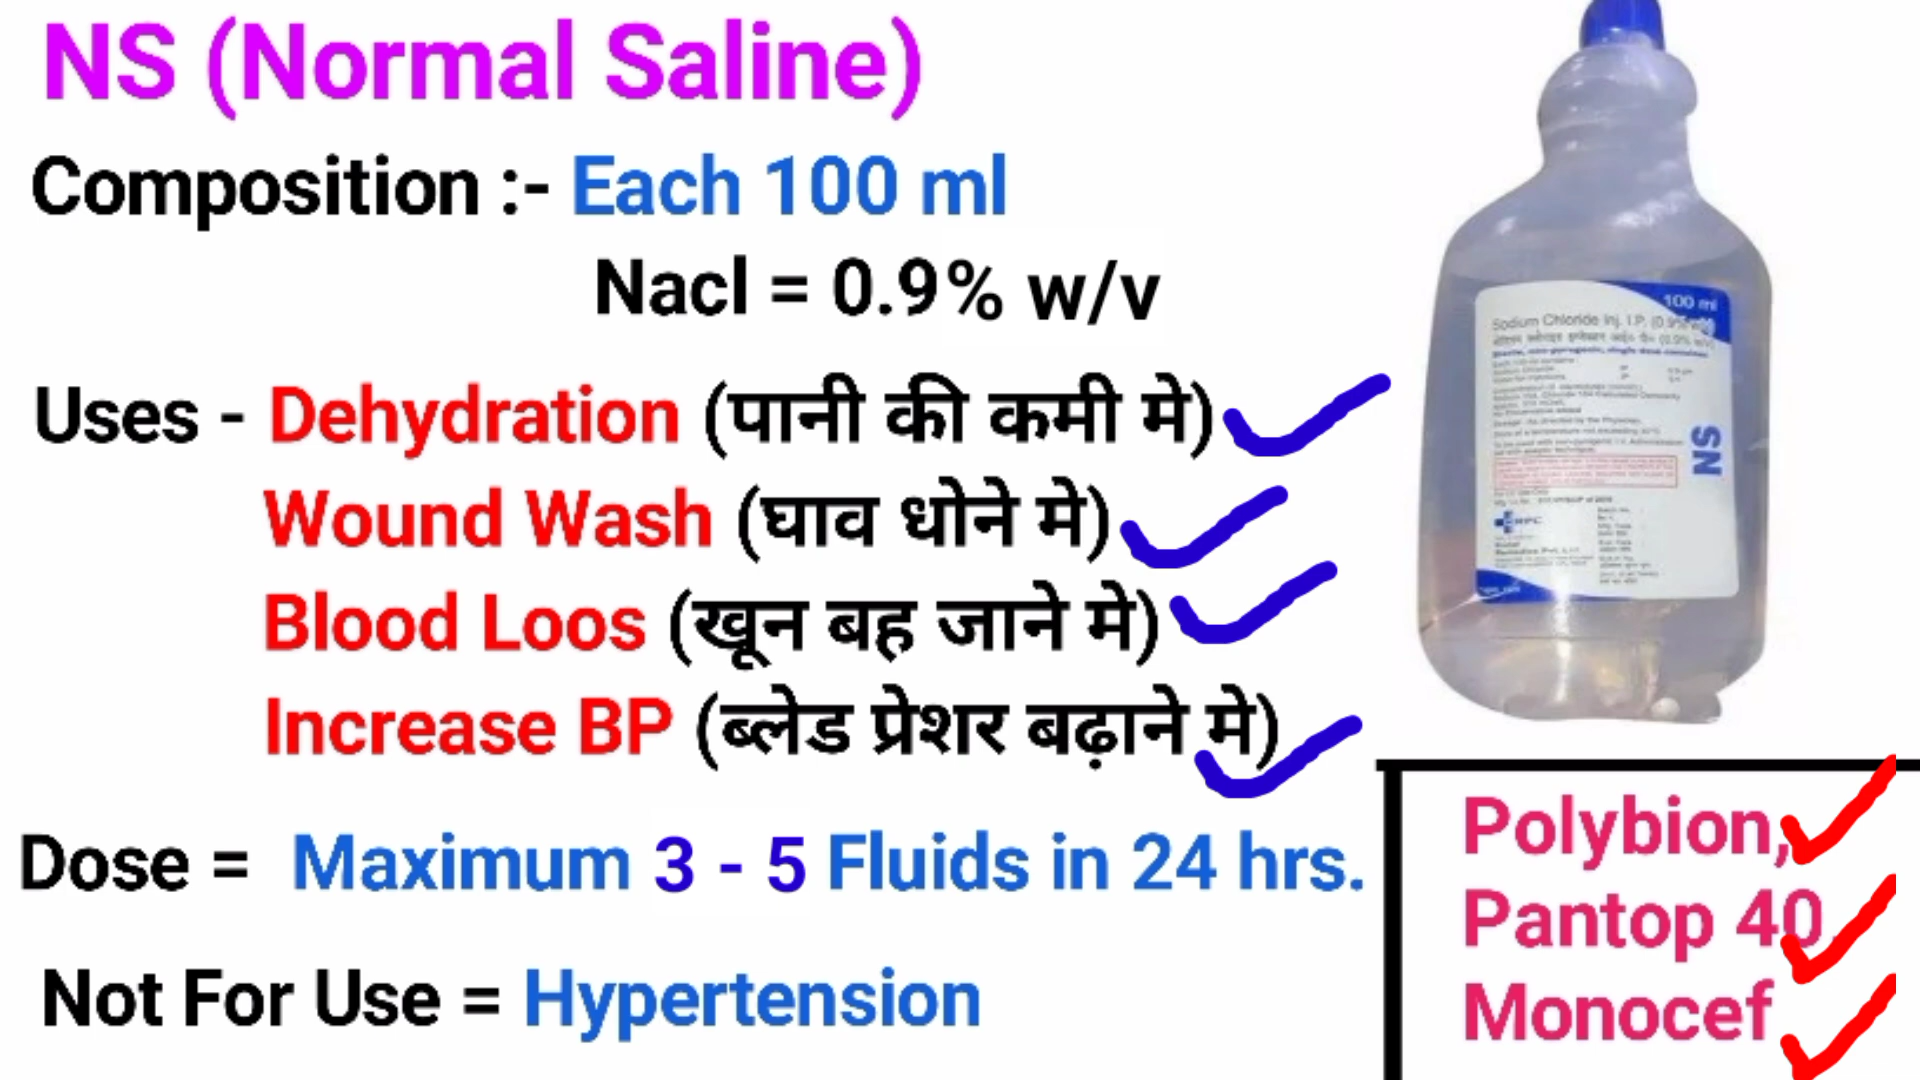 NS (Normal Saline)
Composition :- Each 100 ml
Nacl = 0.9% w/v
Uses - Dehydration (पानी की कमी मे)
Wound Wash (घाव धोने मे)
Blood Loos (खून बह जाने मे)
Increase BP (ब्लेड प्रेशर बढ़ाने मे)
Dose = Maximum 3 - 5 Fluids in 24 hrs.
Not For Use = Hypertension
100 ml
Sodium Chloride Inj. I.P. (0.9%
NS
Polybion,
Pantop 40
Monocef